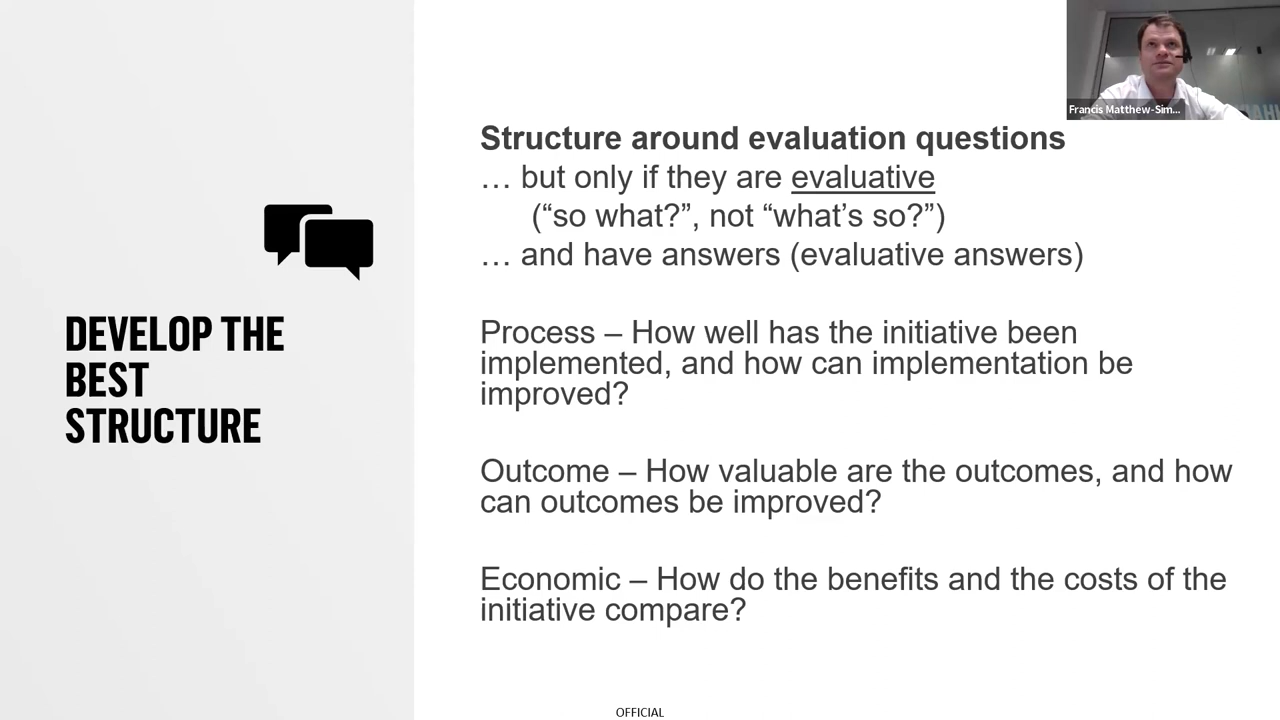 Francis Matthew-Sim...
Structure around evaluation questions
… but only if they are evaluative
(“so what?”, not “what’s so?”)
… and have answers (evaluative answers)
DEVELOP THE
BEST
STRUCTURE
Process – How well has the initiative been
implemented, and how can implementation be
improved?
Outcome – How valuable are the outcomes, and how
can outcomes be improved?
Economic – How do the benefits and the costs of the
initiative compare?
OFFICIAL